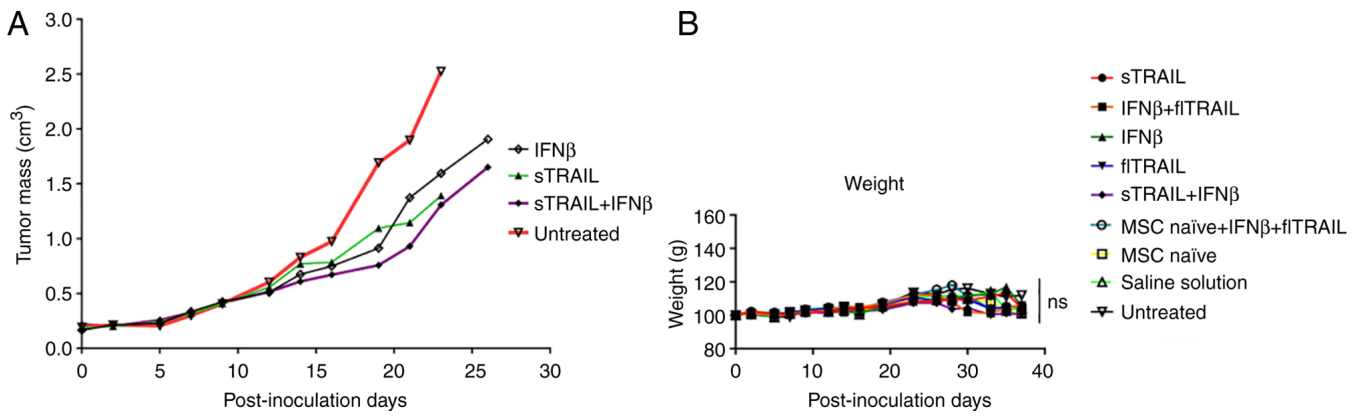 A
Tumor mass (cm³)
3.0
2.5
2.0
1.5
1.0
0.5
0.0
0 5 10 15 20 25 30
Post-inoculation days
IFNβ
sTRAIL
sTRAIL+IFNβ
Untreated
B
Weight
Weight (g)
160
140
120
100
80
0 10 20 30 40
Post-inoculation days
ns
sTRAIL
IFNβ+flTRAIL
IFNβ
flTRAIL
sTRAIL+IFNβ
MSC naïve+IFNβ+flTRAIL
MSC naïve
Saline solution
Untreated